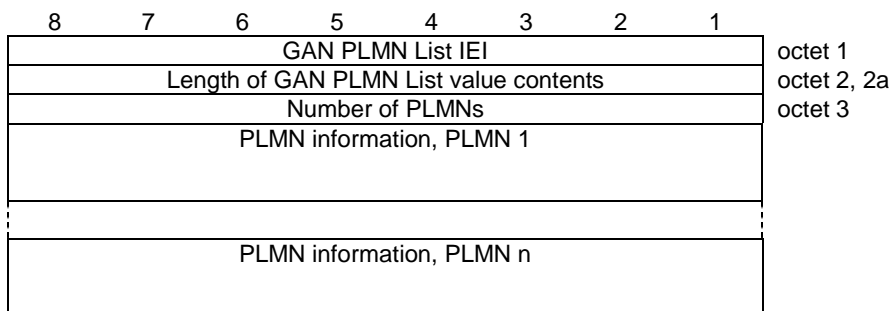 8 7 6 5 4 3 2 1
GAN PLMN List IEI octet 1
Length of GAN PLMN List value contents octet 2, 2a
Number of PLMNs octet 3
PLMN information, PLMN 1
PLMN information, PLMN n